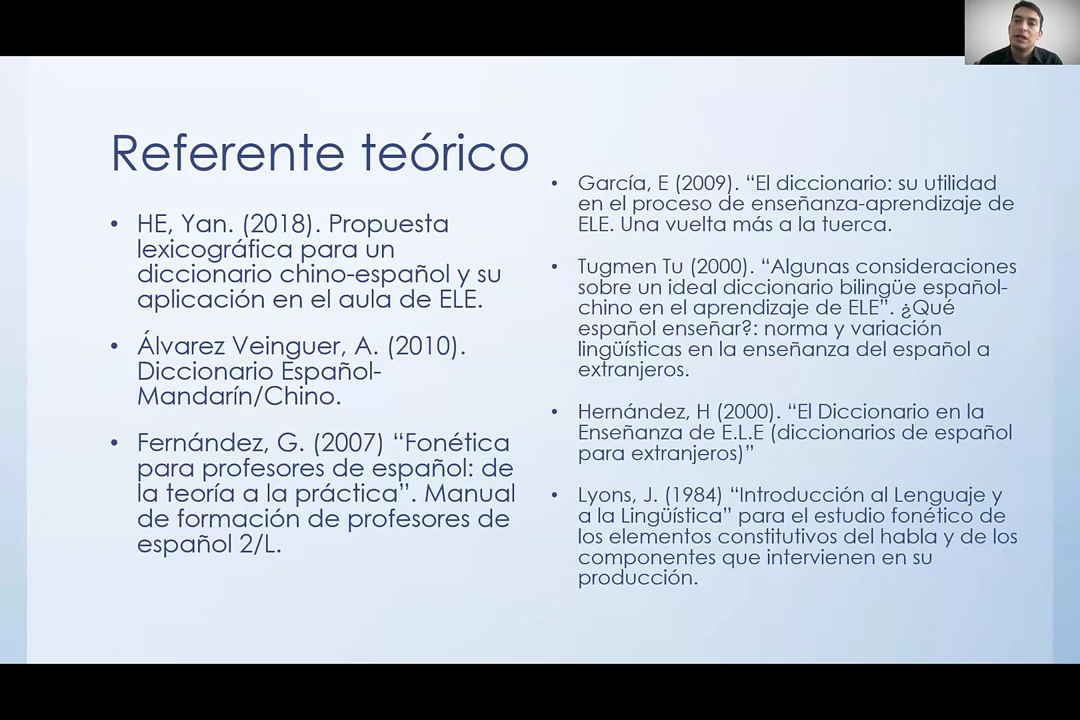 Referente teórico
• HE, Yan. (2018). Propuesta
lexicográfica para un
diccionario chino-español y su
aplicación en el aula de ELE.
• Álvarez Veinguer, A. (2010).
Diccionario Español-
Mandarín/Chino.
• Fernández, G. (2007) “Fonética
para profesores de español: de
la teoría a la práctica”. Manual
de formación de profesores de
español 2/L.
• García, E (2009). “El diccionario: su utilidad
en el proceso de enseñanza-aprendizaje de
ELE. Una vuelta más a la tuerca.
• Tugmen Tu (2000). “Algunas consideraciones
sobre un ideal diccionario bilingüe español-
chino en el aprendizaje de ELE”. ¿Qué
español enseñar?: norma y variación
lingüísticas en la enseñanza del español a
extranjeros.
• Hernández, H (2000). “El Diccionario en la
Enseñanza de E.L.E (diccionarios de español
para extranjeros)”
• Lyons, J. (1984) “Introducción al Lenguaje y
a la Lingüística” para el estudio fonético de
los elementos constitutivos del habla y de los
componentes que intervienen en su
producción.